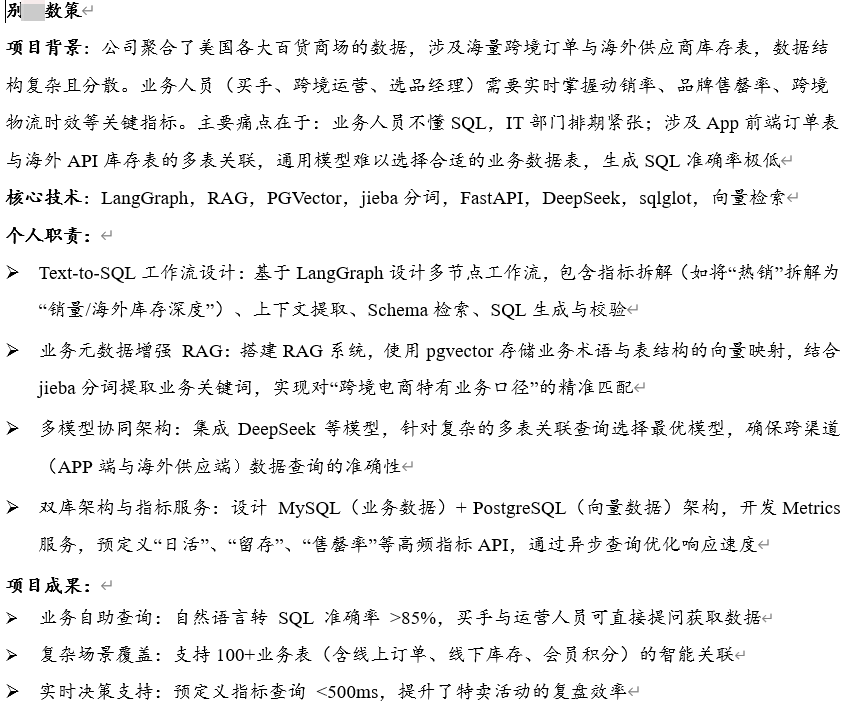 别 数策
项目背景：公司聚合了美国各大百货商场的数据，涉及海量跨境订单与海外供应商库存表，数据结
构复杂且分散。业务人员（买手、跨境运营、选品经理）需要实时掌握动销率、品牌售罄率、跨境
物流时效等关键指标。主要痛点在于：业务人员不懂 SQL，IT 部门排期紧张；涉及 App 前端订单表
与海外 API 库存表的多表关联，通用模型难以选择合适的业务数据表，生成 SQL 准确率极低
核心技术：LangGraph，RAG，PGVector，jieba 分词，FastAPI，DeepSeek，sqlglot，向量检索
个人职责：
➢ Text-to-SQL 工作流设计：基于 LangGraph 设计多节点工作流，包含指标拆解（如将“热销”拆解为
“销量/海外库存深度”）、上下文提取、Schema 检索、SQL 生成与校验
➢ 业务元数据增强 RAG：搭建 RAG 系统，使用 pgvector 存储业务术语与表结构的向量映射，结合
jieba 分词提取业务关键词，实现对“跨境电商特有业务口径”的精准匹配
➢ 多模型协同架构：集成 DeepSeek 等模型，针对复杂的多表关联查询选择最优模型，确保跨渠道
（APP 端与海外供应端）数据查询的准确性
➢ 双库架构与指标服务：设计 MySQL（业务数据）+ PostgreSQL（向量数据）架构，开发 Metrics
服务，预定义“日活”、“留存”、“售罄率”等高频指标 API，通过异步查询优化响应速度
项目成果：
➢ 业务自助查询：自然语言转 SQL 准确率 >85%，买手与运营人员可直接提问获取数据
➢ 复杂场景覆盖：支持 100+业务表（含线上订单、线下库存、会员积分）的智能关联
➢ 实时决策支持：预定义指标查询 <500ms，提升了特卖活动的复盘效率